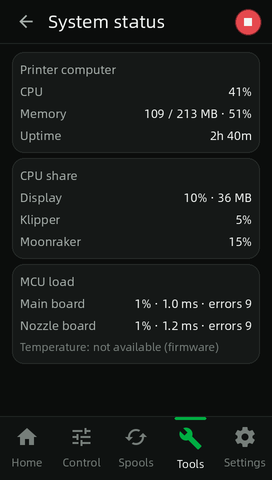 System status
Printer computer
CPU 41%
Memory 109 / 213 MB · 51%
Uptime 2h 40m
CPU share
Display 10% · 36 MB
Klipper 5%
Moonraker 15%
MCU load
Main board 1% · 1.0 ms · errors 9
Nozzle board 1% · 1.2 ms · errors 9
Temperature: not available (firmware)
Home Control Spools Tools Settings